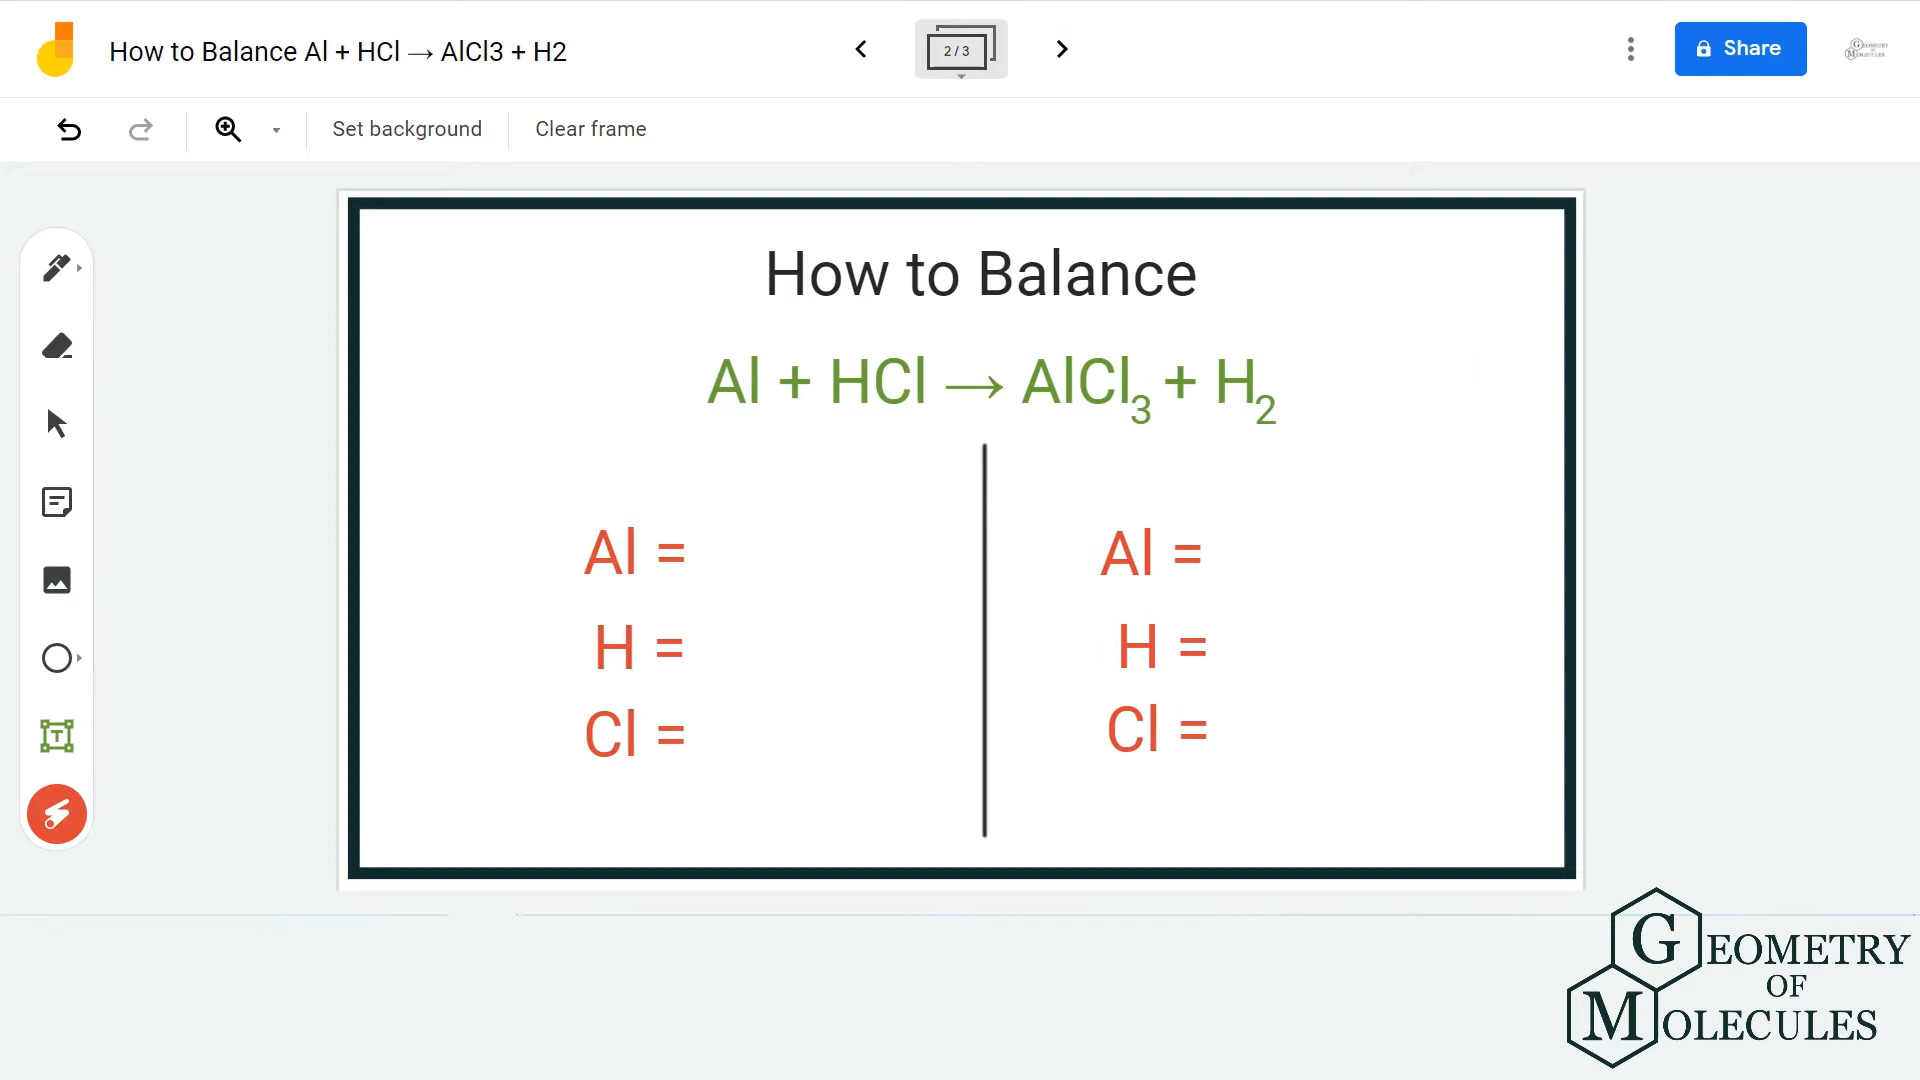 How to Balance Al + HCl → AlCl3 + H2
2 / 3
Share
Set background
Clear frame
How to Balance
Al + HCl → AlCl₃ + H₂
Al =
Al =
H =
H =
Cl =
Cl =
T
GEOMETRY
OF
MOLECULES